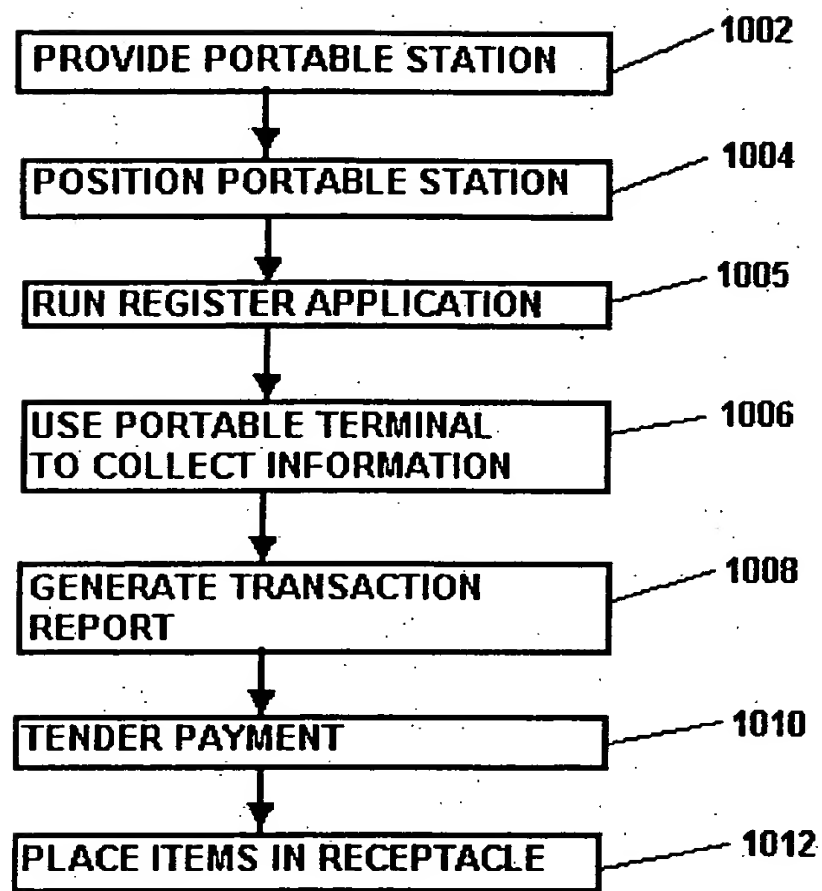 1002
PROVIDE PORTABLE STATION
1004
POSITION PORTABLE STATION
1005
RUN REGISTER APPLICATION
1006
USE PORTABLE TERMINAL
TO COLLECT INFORMATION
1008
GENERATE TRANSACTION
REPORT
1010
TENDER PAYMENT
1012
PLACE ITEMS IN RECEPTACLE